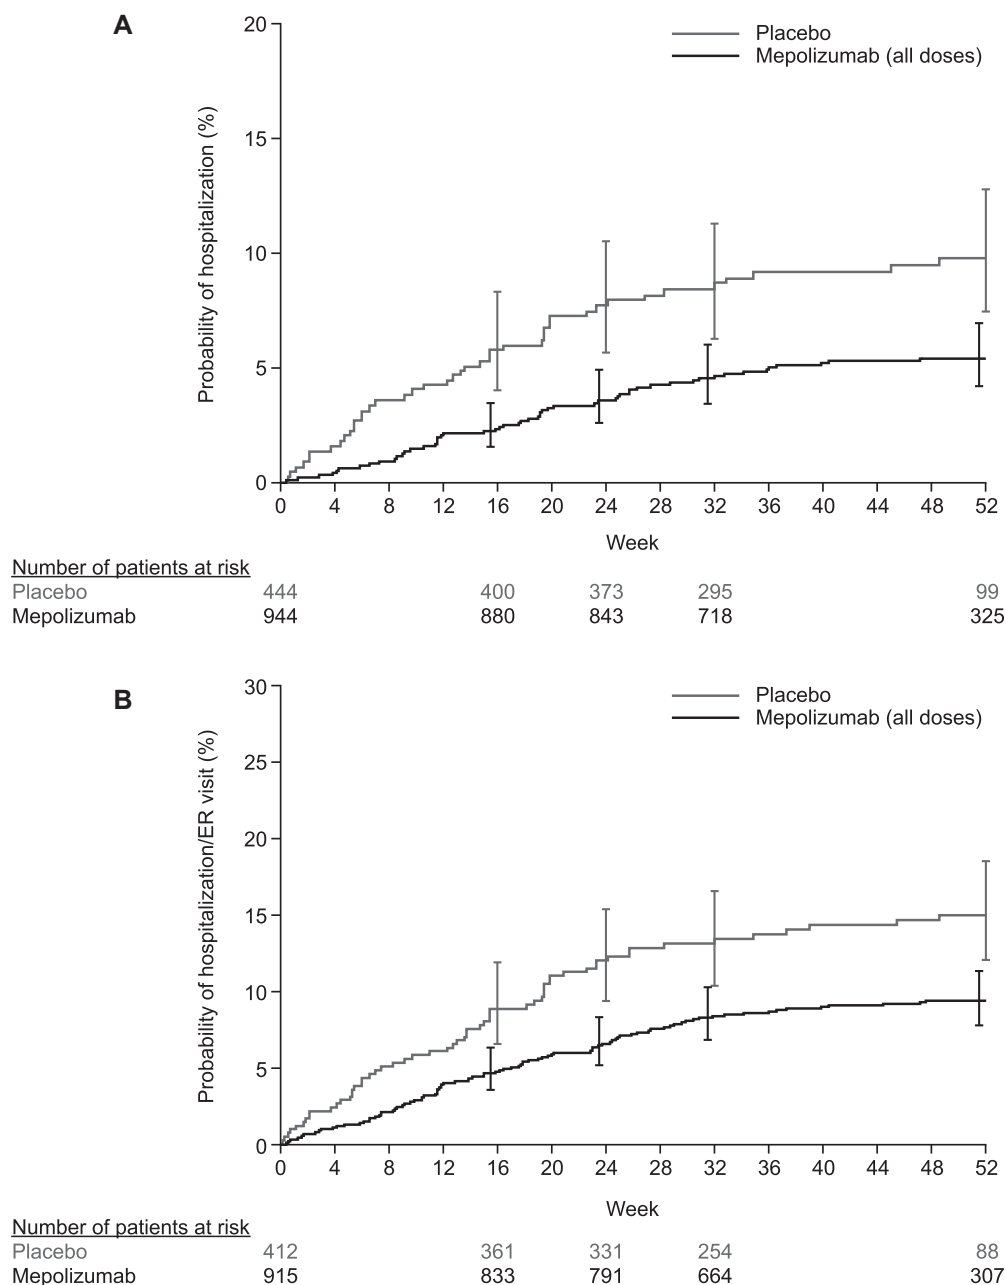 A
20
15
10
5
0
Probability of hospitalization (%)
Placebo
Mepolizumab (all doses)
0 4 8 12 16 20 24 28 32 36 40 44 48 52
Week
Number of patients at risk
Placebo 444 400 373 295 99
Mepolizumab 944 880 843 718 325
B
30
25
20
15
10
5
0
Probability of hospitalization/ER visit (%)
Placebo
Mepolizumab (all doses)
0 4 8 12 16 20 24 28 32 36 40 44 48 52
Week
Number of patients at risk
Placebo 412 361 331 254 88
Mepolizumab 915 833 791 664 307